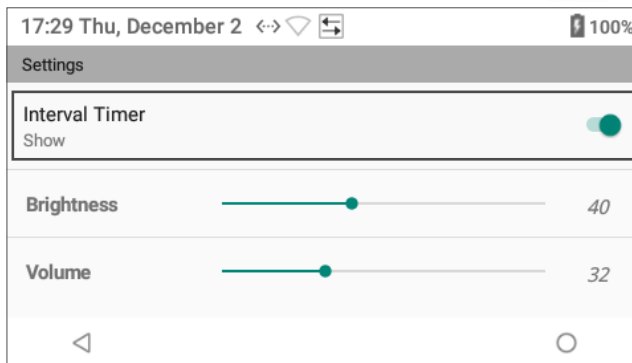 17:29 Thu, December 2 100%
Settings
Interval Timer
Show
Brightness 40
Volume 32